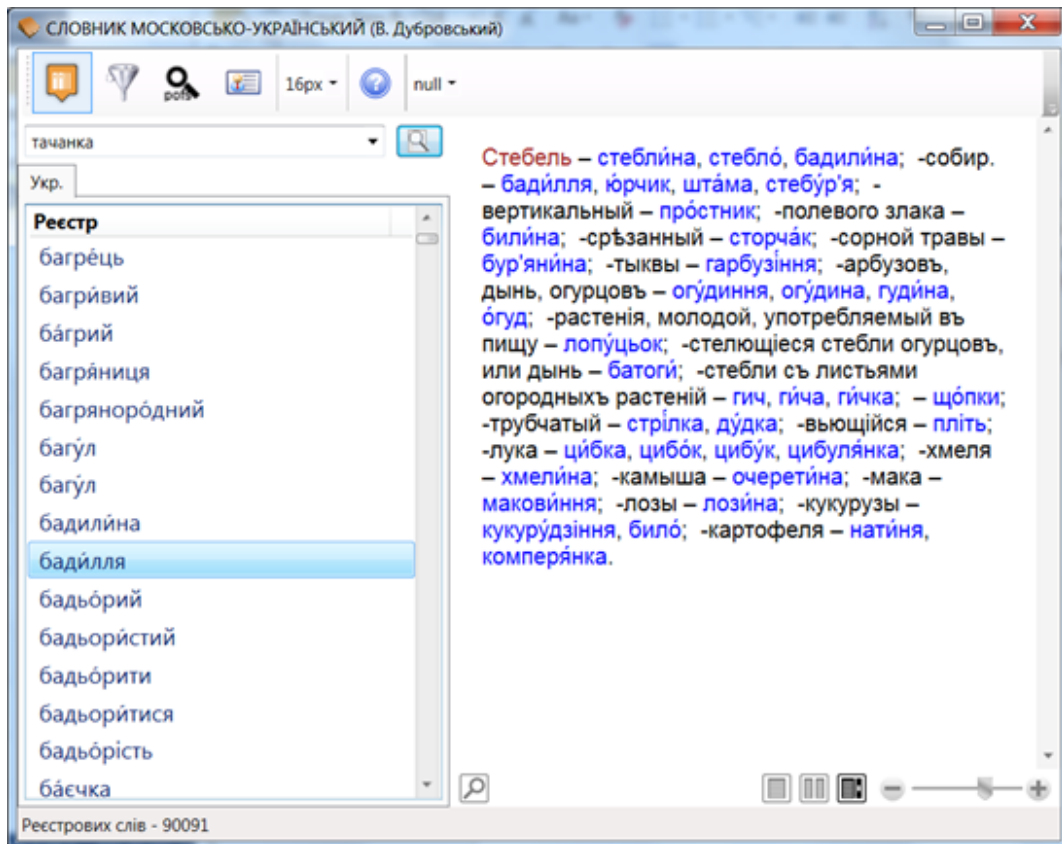 СЛОВНИК МОСКОВСЬКО-УКРАЇНСЬКИЙ (В. Дубровський)
pofs
16px
null
тачанка
Укр.
Реєстр
багре́ць
багри́вий
ба́грий
багря́ниця
багряноро́дний
багу́л
багу́л
бадили́на
бади́лля
бадьо́рий
бадьори́стий
бадьо́рити
бадьори́тися
бадьо́рість
ба́єчка
Реєстрових слів - 90091
Стебель – стебли́на, стебло́, бадили́на; -собир.
– бади́лля, ю́рчик, шта́ма, стебу́р'я; -
вертикальный – про́стник; -полевого злака –
били́на; -срѣзанный – сторча́к; -сорной травы –
бур'яни́на; -тыквы – гарбузі́ння; -арбузовъ,
дынь, огурцовъ – огу́диння, огу́дина, гуди́на,
о́гуд; -растенія, молодой, употребляемый въ
пищу – лопу́цьок; -стелющіеся стебли огурцовъ,
или дынь – батоги́; -стебли съ листьями
огородныхъ растеній – гич, ги́ча, ги́чка; – що́пки;
-трубчатый – стрі́лка, ду́дка; -вьющійся – пліть;
-лука – ци́бка, цибо́к, цибу́к, цибуля́нка; -хмеля
– хмели́на; -камыша – очерети́на; -мака –
макови́ння; -лозы – лози́на; -кукурузы –
кукуру́дзіння, било́; -картофеля – нати́ня,
комперя́нка.